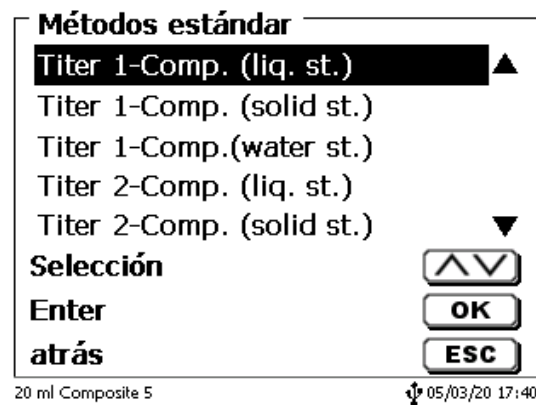 Métodos estándar
Titer 1-Comp. (liq. st.)
Titer 1-Comp. (solid st.)
Titer 1-Comp.(water st.)
Titer 2-Comp. (liq. st.)
Titer 2-Comp. (solid st.)
Selección
Enter OK
atrás ESC
20 ml Composite 5 05/03/20 17:40